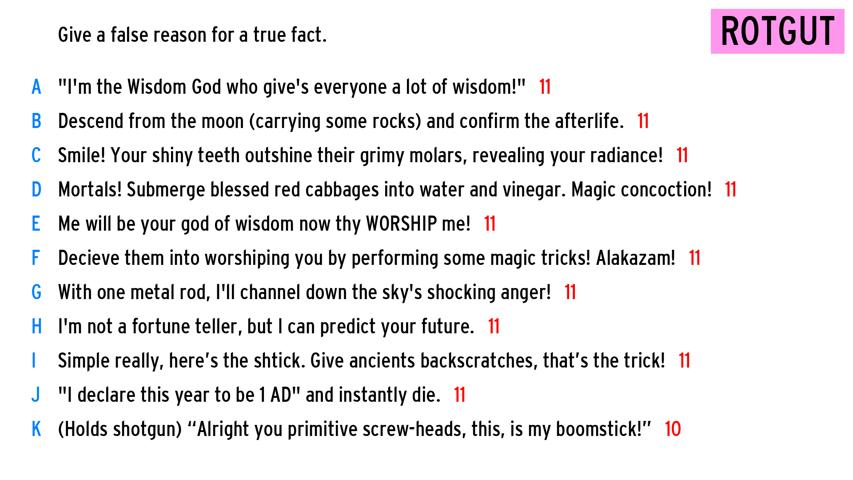 Give a false reason for a true fact.
ROTGUT
A "I'm the Wisdom God who give's everyone a lot of wisdom!" 11
B Descend from the moon (carrying some rocks) and confirm the afterlife. 11
C Smile! Your shiny teeth outshine their grimy molars, revealing your radiance! 11
D Mortals! Submerge blessed red cabbages into water and vinegar. Magic concoction! 11
E Me will be your god of wisdom now thy WORSHIP me! 11
F Decieve them into worshiping you by performing some magic tricks! Alakazam! 11
G With one metal rod, I'll channel down the sky's shocking anger! 11
H I'm not a fortune teller, but I can predict your future. 11
I Simple really, here’s the shtick. Give ancients backscratches, that’s the trick! 11
J "I declare this year to be 1 AD" and instantly die. 11
K (Holds shotgun) “Alright you primitive screw-heads, this, is my boomstick!” 10